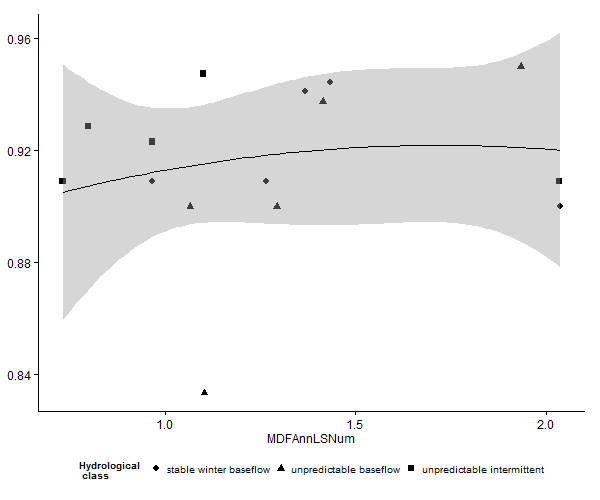 0.96
0.92
0.88
0.84
1.0 1.5 2.0
MDFAnnLSNum
Hydrological
class
stable winter baseflow unpredictable baseflow unpredictable intermittent